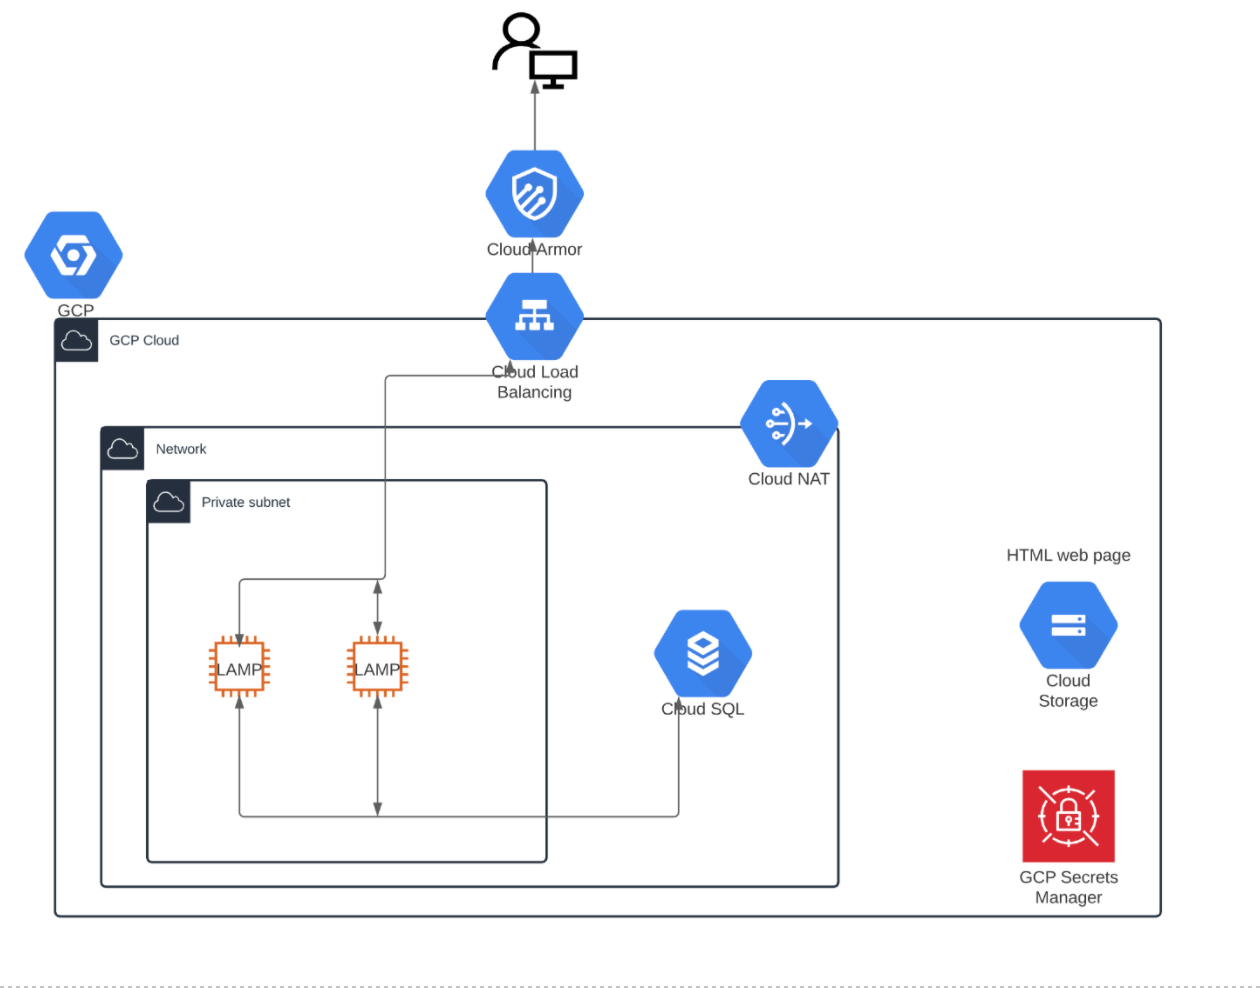 Cloud Armor
GCP
GCP Cloud
Cloud Load
Balancing
Network
Cloud NAT
Private subnet
HTML web page
LAMP
LAMP
Cloud SQL
Cloud
Storage
GCP Secrets
Manager